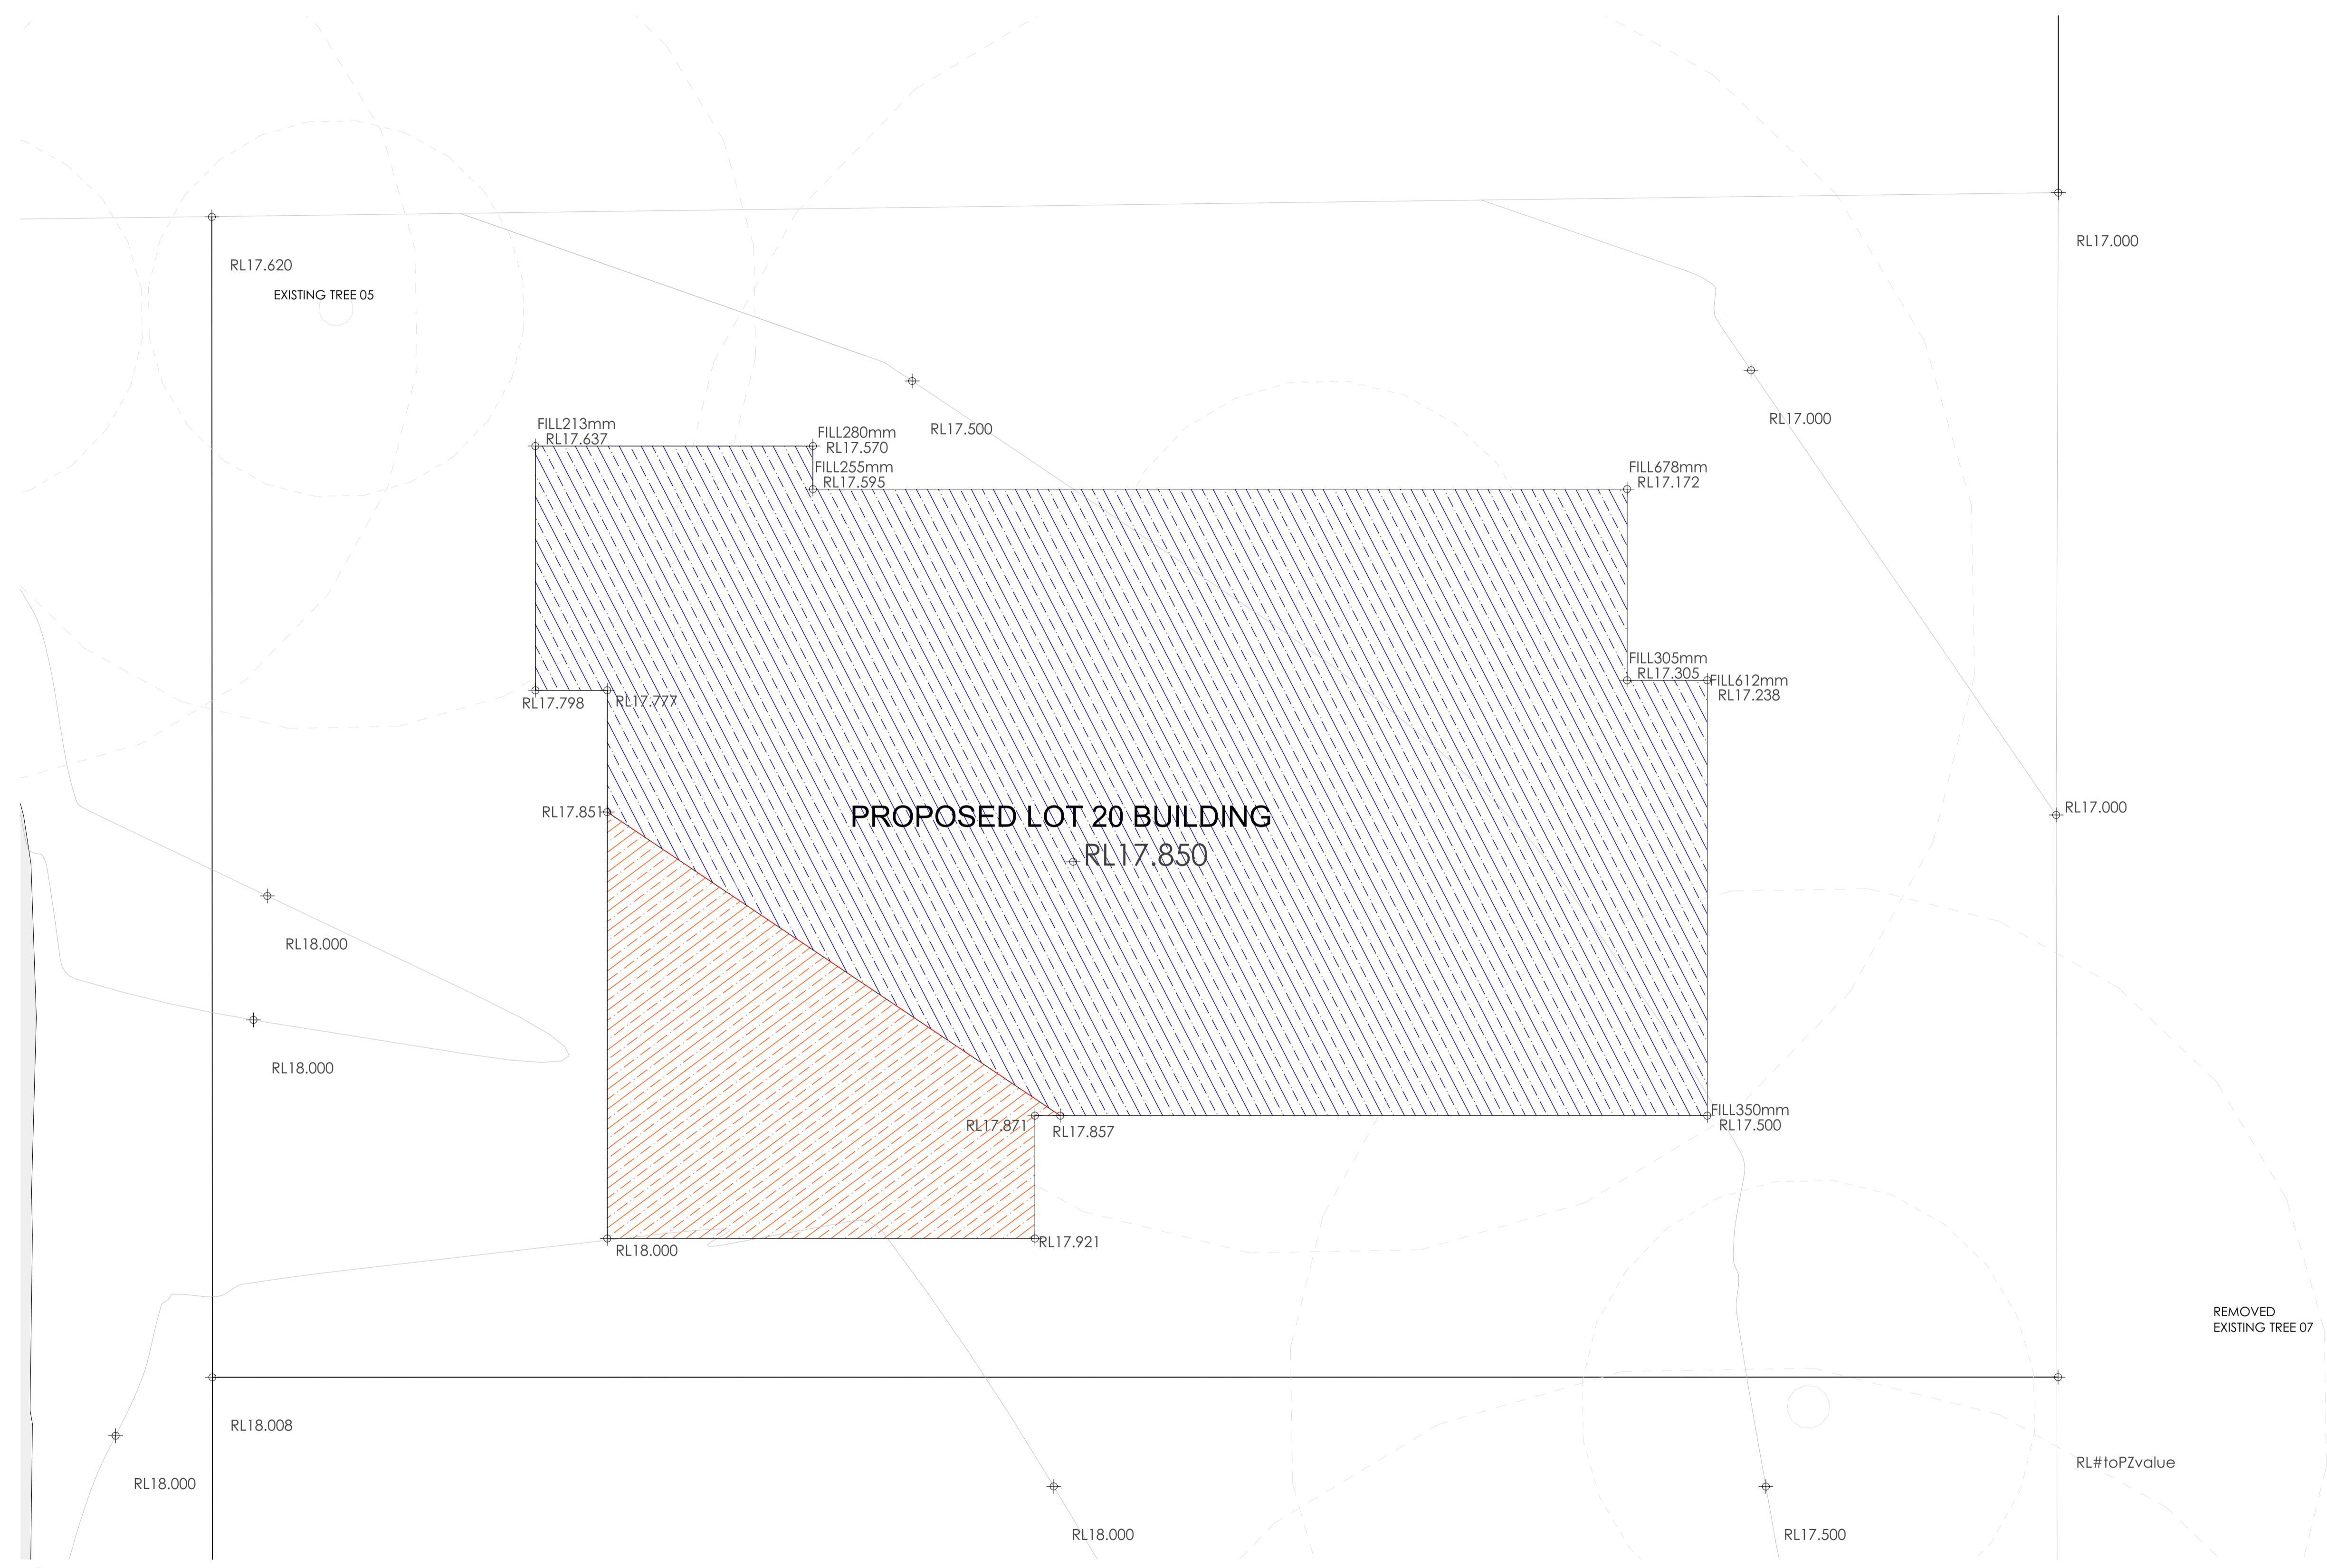 RL17.000
RL17.620
EXISTING TREE 05
RL17.000
FILL213mm
RL17.637
FILL280mm
RL17.570
RL17.500
FILL255mm
RL17.595
FILL678mm
RL17.172
FILL305mm
RL17.305
FILL612mm
RL17.238
RL17.798
RL17.777
RL17.851
PROPOSED LOT 20 BUILDING
RL17.850
RL17.000
RL18.000
RL18.000
RL17.871
RL17.857
FILL350mm
RL17.500
RL18.000
RL17.921
REMOVED
EXISTING TREE 07
RL18.008
RL#toPZvalue
RL18.000
RL18.000
RL17.500